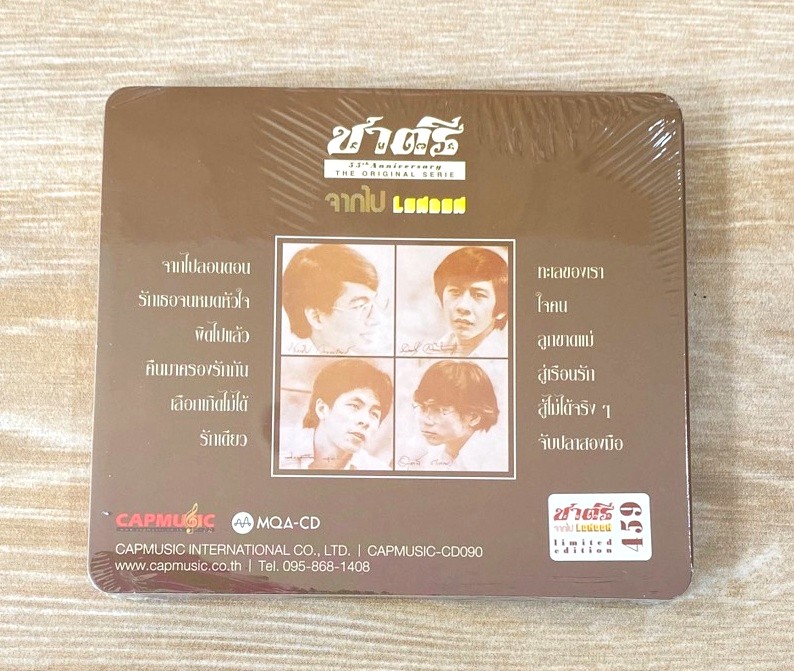 ชาตรี
55th Anniversary
THE ORIGINAL SERIE
จากไป London
จากไปลอนดอน
รักเธอจนหมดหัวใจ
ผิดไปแล้ว
คืนมาครองรักกัน
เลือกเกิดไม่ได้
รักเดียว
ทะเลของเรา
ใจคน
ลูกขาดแม่
สู่เรือนรัก
สู้ไม่ได้จริง ๆ
จับปลาสองมือ
CAPMUSIC
MQA-CD
CAPMUSIC INTERNATIONAL CO., LTD. | CAPMUSIC-CD090
www.capmusic.co.th | Tel. 095-868-1408
ชาตรี
จากไป London
limited
edition
459